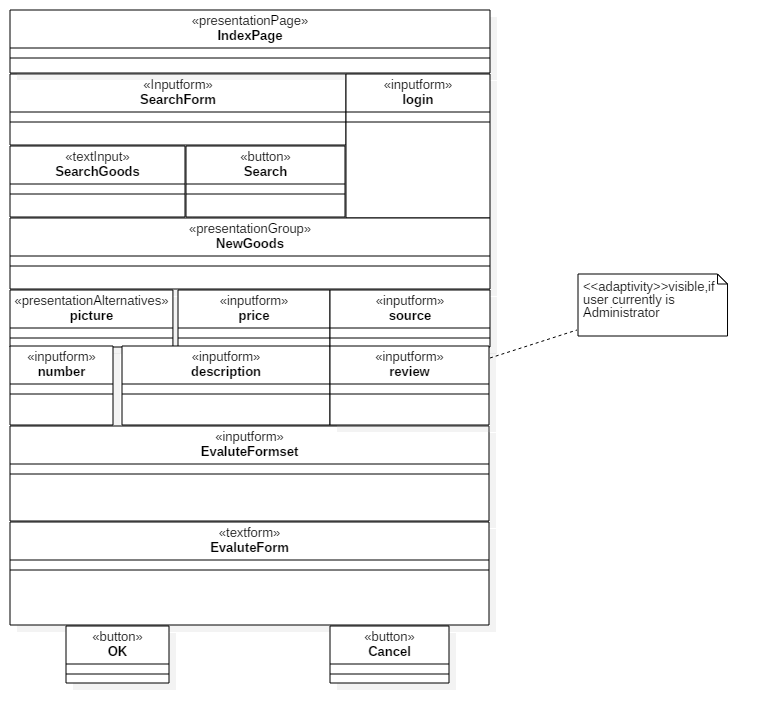 «presentationPage»
IndexPage
«Inputform»
SearchForm
«inputform»
login
«textInput»
SearchGoods
«button»
Search
«presentationGroup»
NewGoods
«presentationAlternatives»
picture
«inputform»
price
«inputform»
source
<<adaptivity>>visible,if
user currently is
Administrator
«inputform»
number
«inputform»
description
«inputform»
review
«inputform»
EvaluteFormset
«textform»
EvaluteForm
«button»
OK
«button»
Cancel